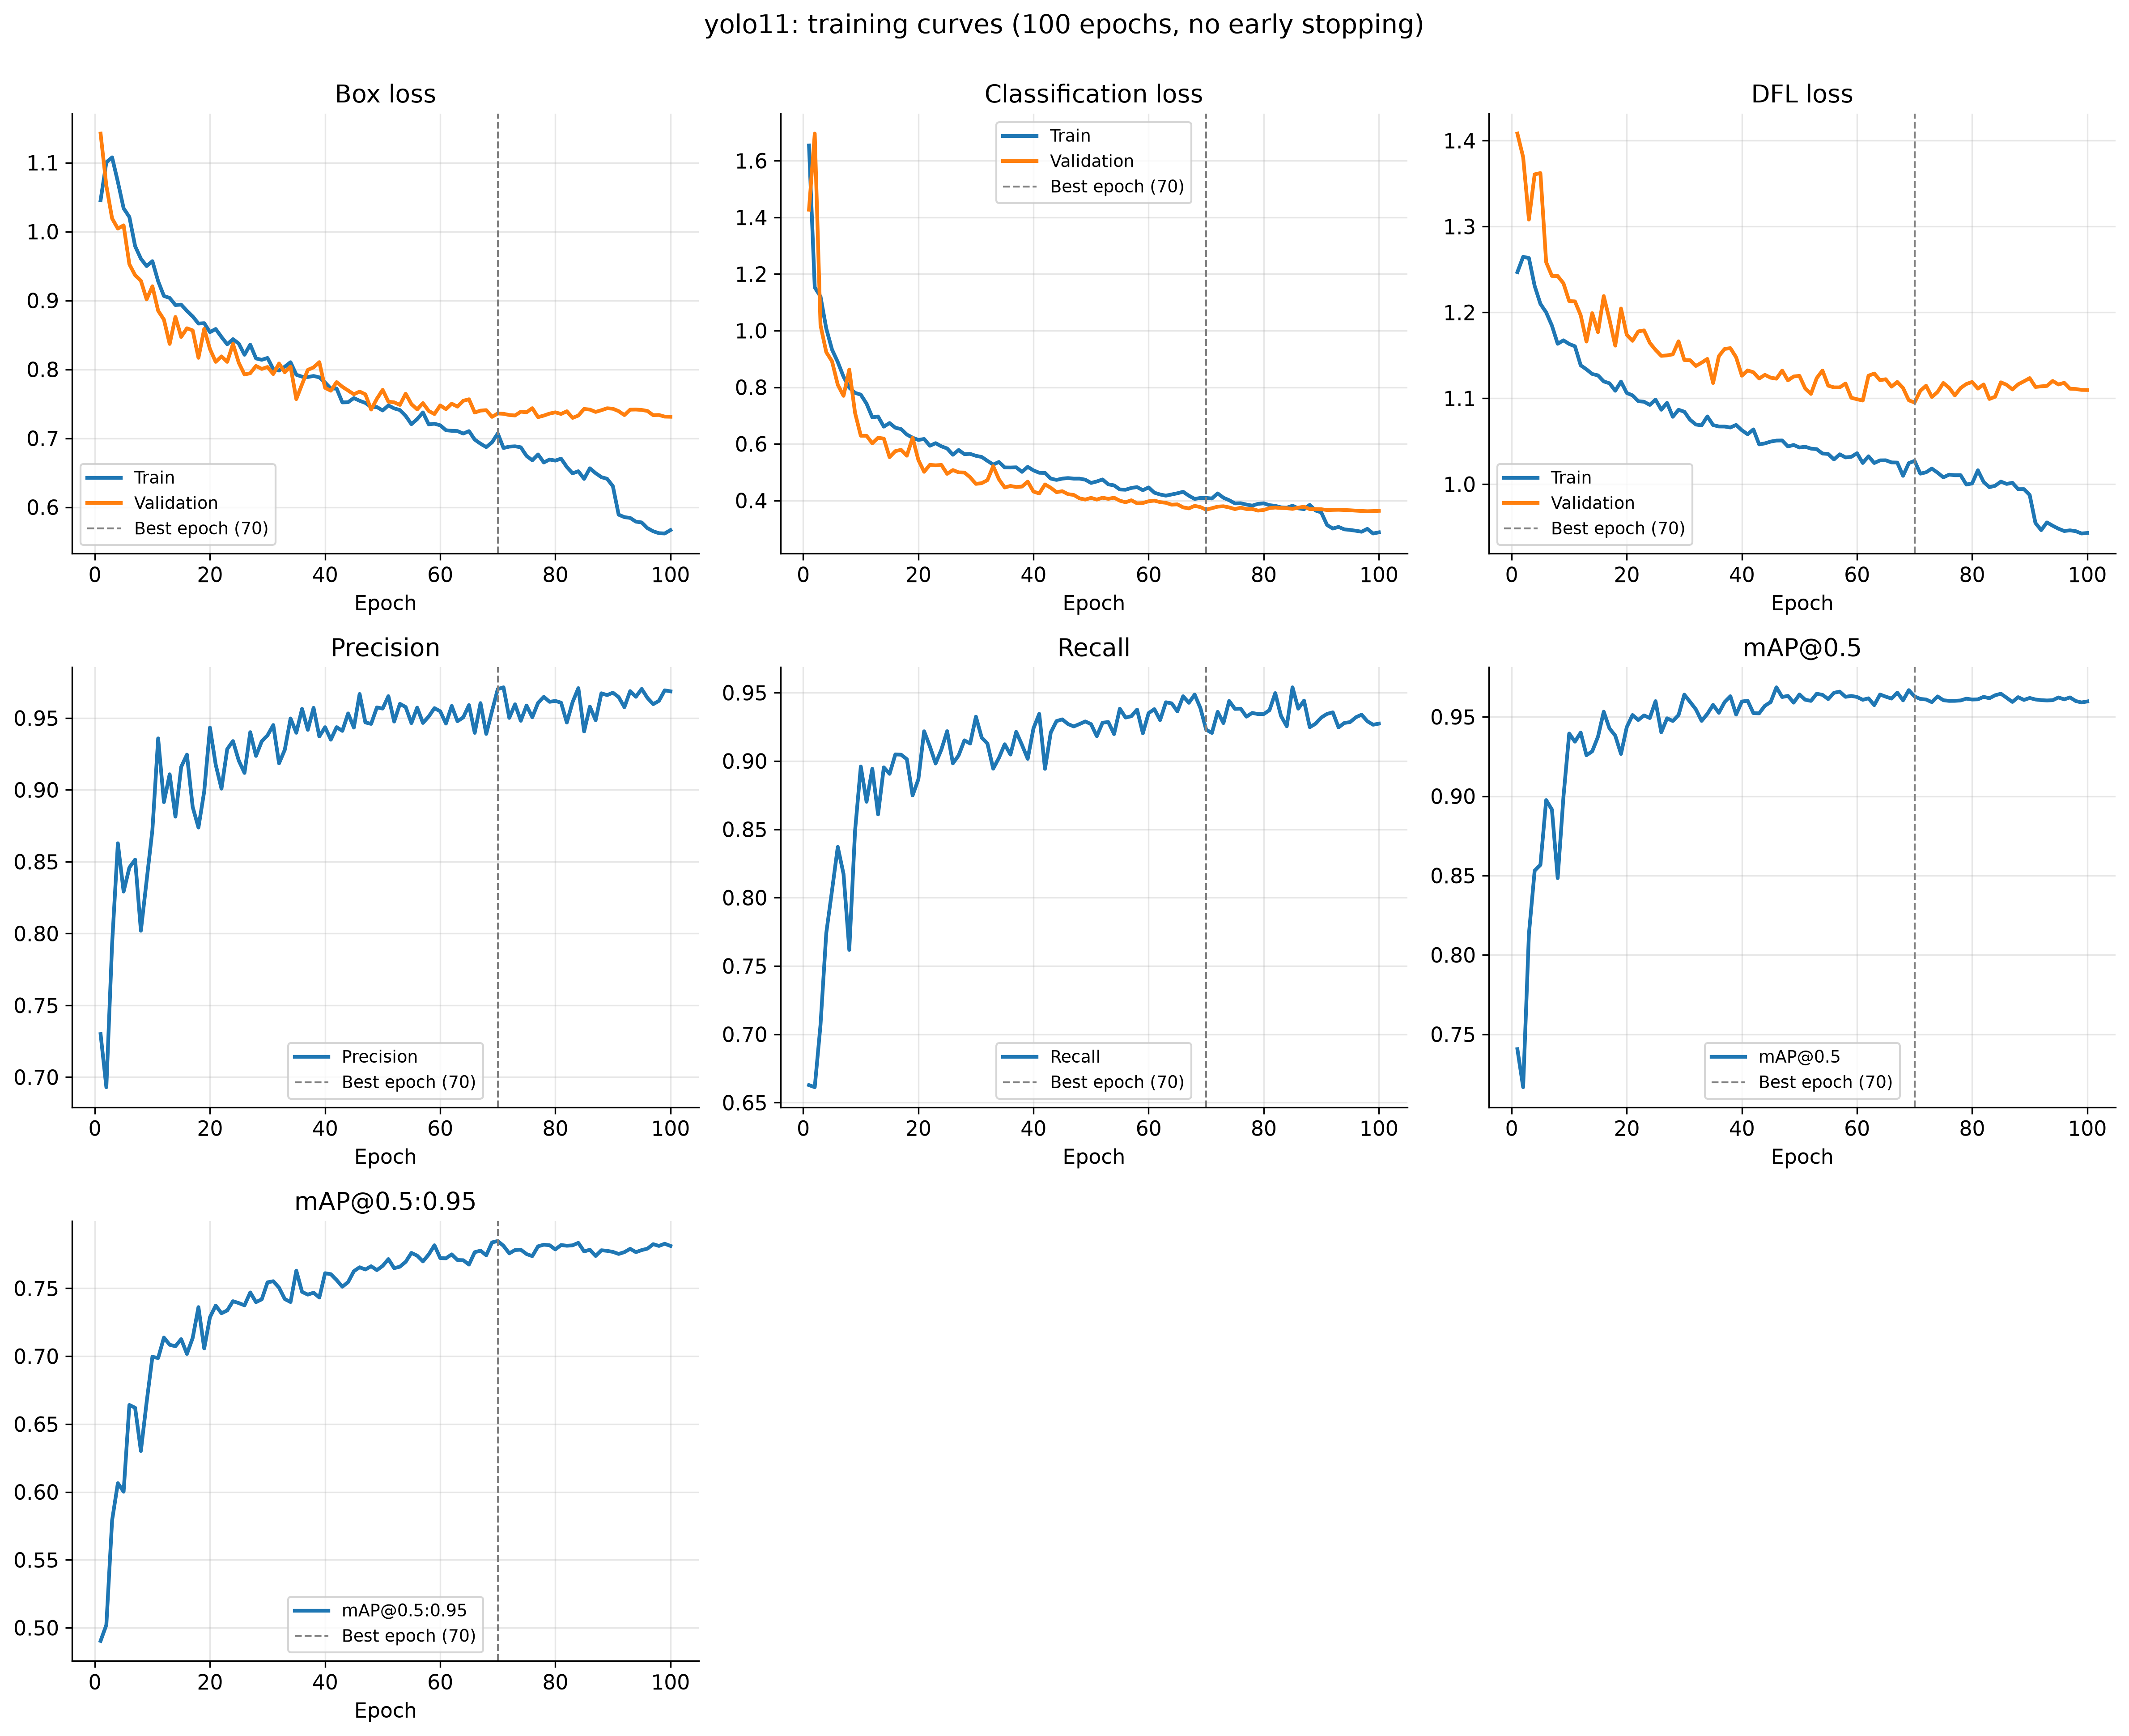 yolo11: training curves (100 epochs, no early stopping)
Box loss
1.1
1.0
0.9
0.8
0.7
0.6
Train
Validation
Best epoch (70)
0 20 40 60 80 100
Epoch
Classification loss
1.6
1.4
1.2
1.0
0.8
0.6
0.4
Train
Validation
Best epoch (70)
0 20 40 60 80 100
Epoch
DFL loss
1.4
1.3
1.2
1.1
1.0
Train
Validation
Best epoch (70)
0 20 40 60 80 100
Epoch
Precision
0.95
0.90
0.85
0.80
0.75
0.70
Precision
Best epoch (70)
0 20 40 60 80 100
Epoch
Recall
0.95
0.90
0.85
0.80
0.75
0.70
0.65
Recall
Best epoch (70)
0 20 40 60 80 100
Epoch
mAP@0.5
0.95
0.90
0.85
0.80
0.75
mAP@0.5
Best epoch (70)
0 20 40 60 80 100
Epoch
mAP@0.5:0.95
0.75
0.70
0.65
0.60
0.55
0.50
mAP@0.5:0.95
Best epoch (70)
0 20 40 60 80 100
Epoch